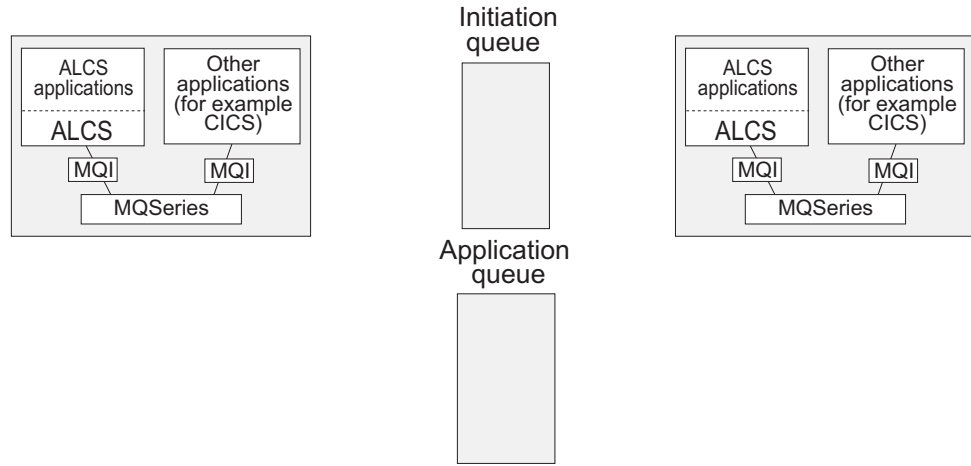 Initiation
queue
ALCS
applications
ALCS
Other
applications
(for example
CICS)
MQI
MQI
MQSeries
ALCS
applications
ALCS
Other
applications
(for example
CICS)
MQI
MQI
MQSeries
Application
queue